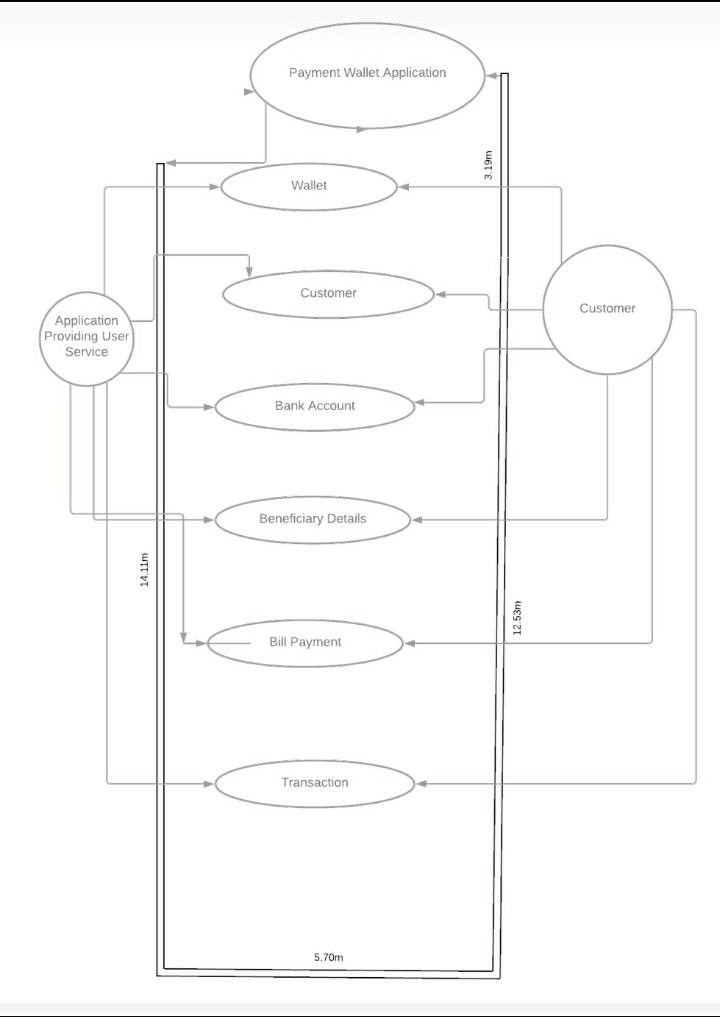 Payment Wallet Application
3.19m
Wallet
Customer
Customer
Application
Providing User
Service
Bank Account
Beneficiary Details
14.11m
12.53m
Bill Payment
Transaction
5.70m